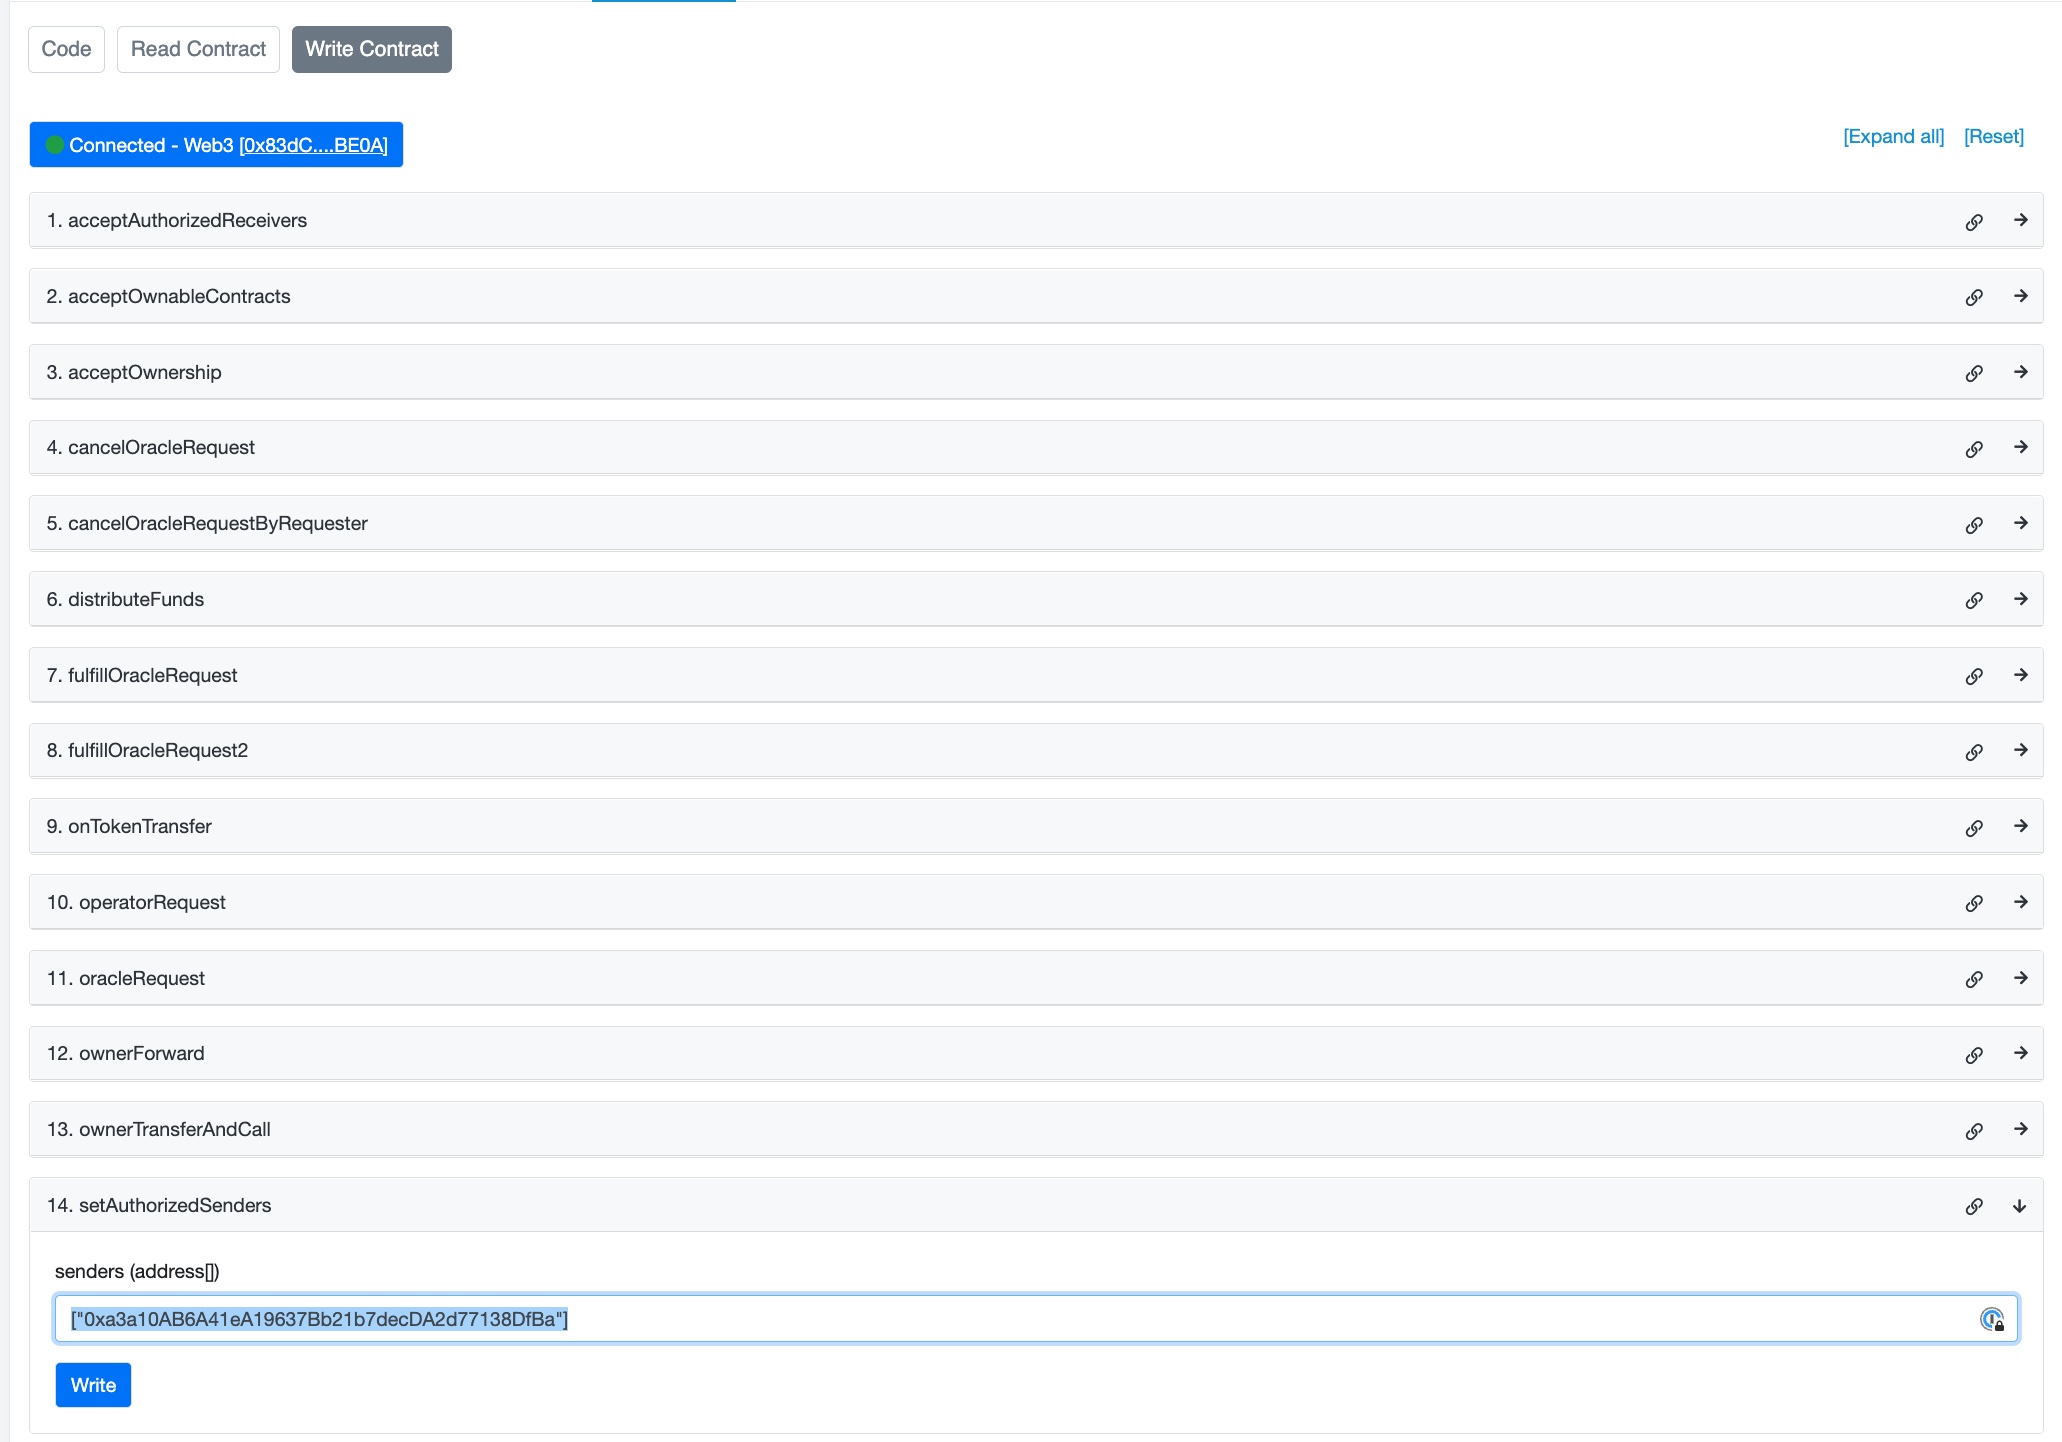 Code
Read Contract
Write Contract
Connected - Web3 [0x83dC....BE0A]
[Expand all]
[Reset]
1. acceptAuthorizedReceivers
2. acceptOwnableContracts
3. acceptOwnership
4. cancelOracleRequest
5. cancelOracleRequestByRequester
6. distributeFunds
7. fulfillOracleRequest
8. fulfillOracleRequest2
9. onTokenTransfer
10. operatorRequest
11. oracleRequest
12. ownerForward
13. ownerTransferAndCall
14. setAuthorizedSenders
senders (address[])
["0xa3a10AB6A41eA19637Bb21b7decDA2d77138DfBa"]
Write